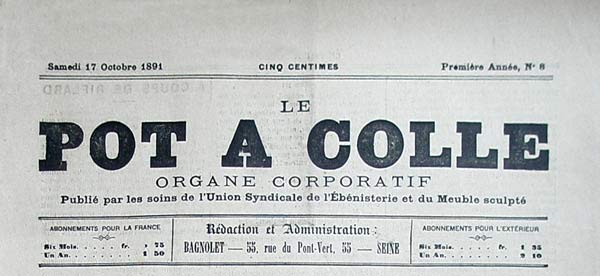 Samedi 17 Octobre 1891 CINQ CENTIMES Première Année, N° 8
LE
POT A COLLE
ORGANE CORPORATIF
Publié par les soins de l'Union Syndicale de l'Ébénisterie et du Meuble sculpté
ABONNEMENTS POUR LA FRANCE
Six Mois. . . . . . . fr. » 75
Un An. . . . . . . . . 1 50
Rédaction et Administration :
BAGNOLET — 55, rue du Pont-Vert, 55 — SEINE
ABONNEMENTS POUR L'EXTÉRIEUR
Six Mois. . . . . . . fr. 1 35
Un An. . . . . . . . . 2 10